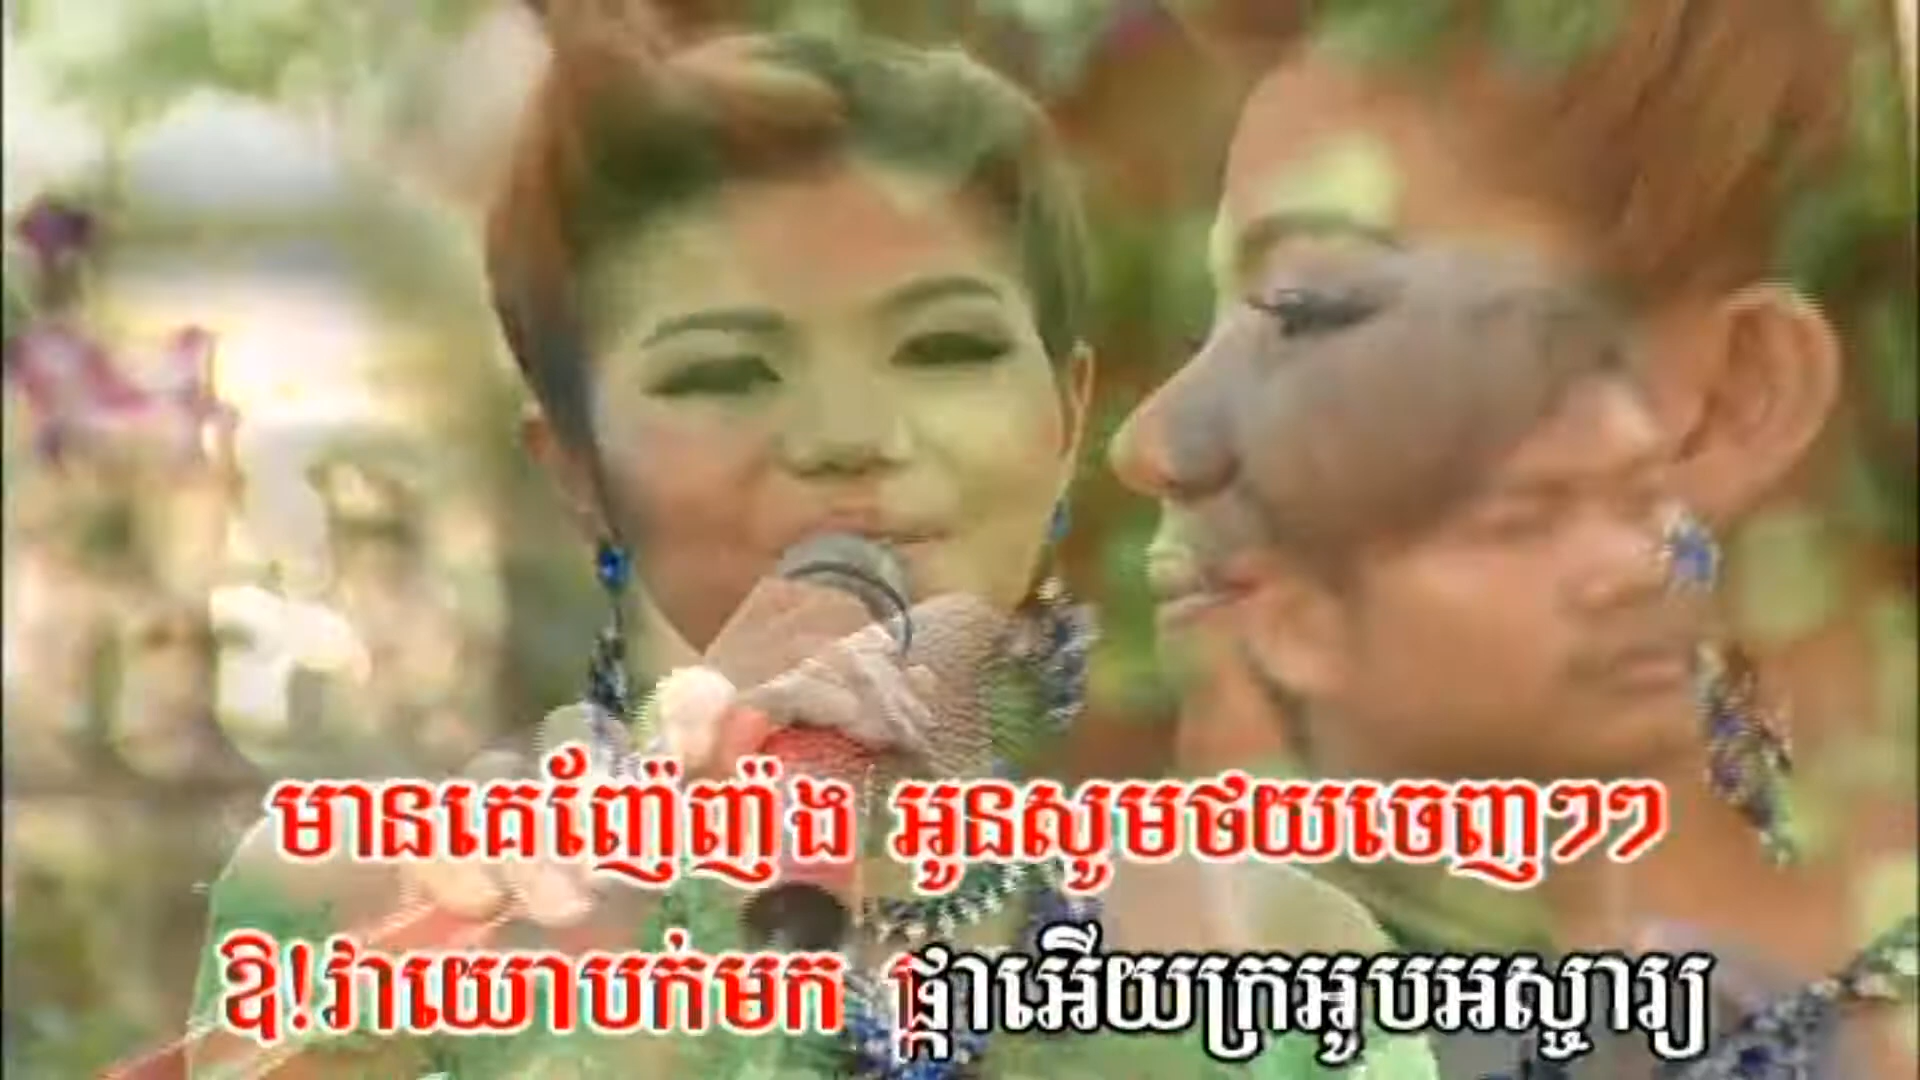 មានគេញ៉ែញ៉ង អូនសូមថយចេញៗៗ
ឱ!វាយោបក់មក ផ្កាអើយក្រអូបអស្ចារ្យ